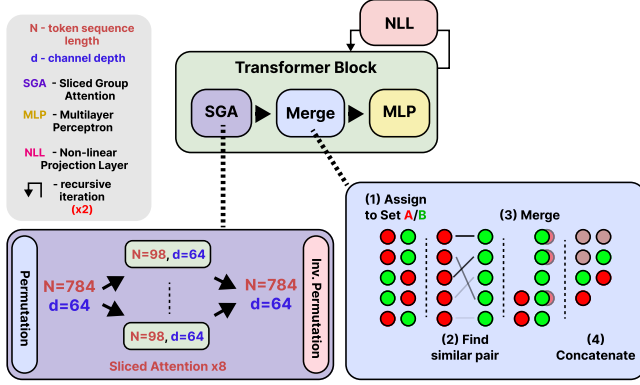 N - token sequence
length
d - channel depth
SGA - Sliced Group
Attention
MLP - Multilayer
Perceptron
NLL - Non-linear
Projection Layer
- recursive
iteration
(x2)
NLL
Transformer Block
SGA
Merge
MLP
Permutation
N=784
d=64
N=98, d=64
N=98, d=64
N=784
d=64
Inv. Permutation
Sliced Attention x8
(1) Assign
to Set A/B
(3) Merge
(2) Find
similar pair
(4)
Concatenate